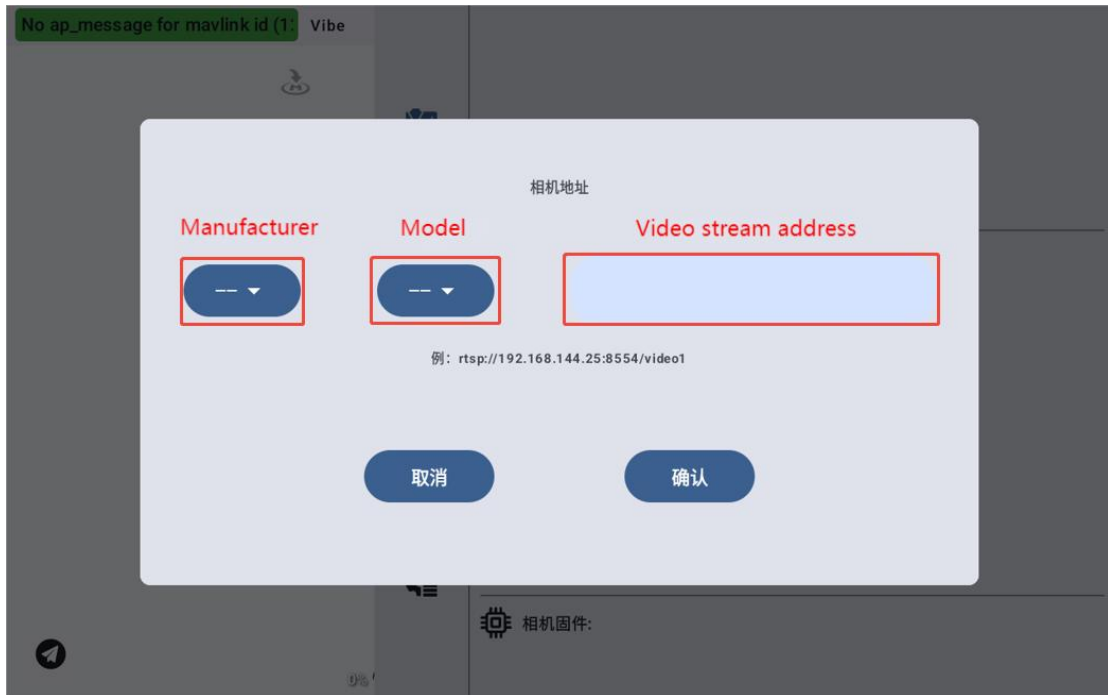 No ap_message for mavlink id (1: Vibe
相机地址
Manufacturer Model Video stream address
-- --
例: rtsp://192.168.144.25:8554/video1
取消 确认
相机固件:
0%